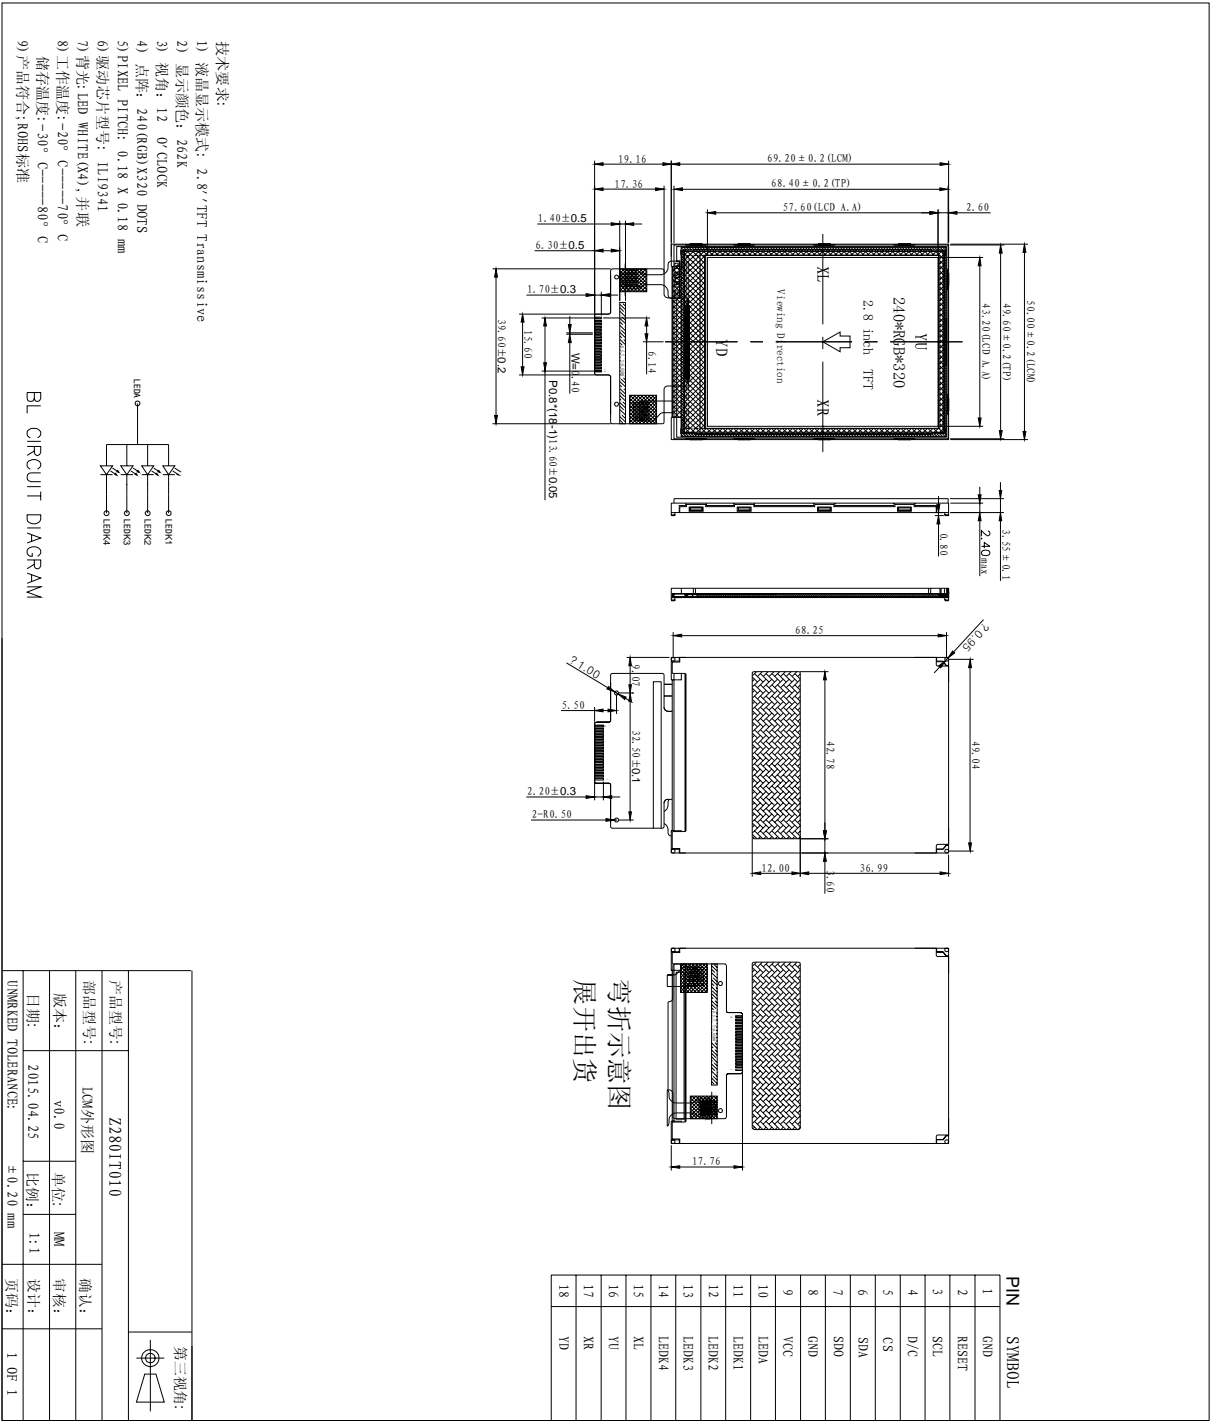 技术要求:
1) 液晶显示模式: 2.8''TFT Transmissive
2) 显示颜色: 262K
3) 视角: 12 O'CLOCK
4) 点阵: 240(RGB)X320 DOTS
5)PIXEL PITCH: 0.18 X 0.18 mm
6)驱动芯片型号: ILI9341
7)背光:LED WHITE(X4),并联
8)工作温度:-20° C-----70° C
储存温度:-30° C-----80° C
9)产品符合;ROHS标准
50.00±0.2(LCM)
49.60±0.2(TP)
43.20(LCD A.A)
2.60
69.20±0.2(LCM)
68.40±0.2(TP)
57.60(LCD A.A)
19.16
17.36
1.40±0.5
6.30±0.5
1.70±0.3
YU
240*RGB*320
2.8 inch TFT
XL
XR
Viewing Direction
YD
6.14
W=0.40
P0.8*(18-1)13.60±0.05
15.60
39.60±0.2
3.55±0.1
2.40max
0.80
68.25
?0.95
49.04
42.78
3.60
36.99
12.00
9.07
?1.00
5.50
32.50±0.1
2.20±0.3
2-R0.50
17.76
弯折示意图
展开出货
LEDA
LEDK1
LEDK2
LEDK3
LEDK4
BL CIRCUIT DIAGRAM
PIN SYMBOL
1 GND
2 RESET
3 SCL
4 D/C
5 CS
6 SDA
7 SDO
8 GND
9 VCC
10 LEDA
11 LEDK1
12 LEDK2
13 LEDK3
14 LEDK4
15 XL
16 YU
17 XR
18 YD
第三视角:
产品型号: Z280IT010
部品型号: LCM外形图 确认:
版本: v0.0 单位: MM 审核:
日期: 2015.04.25 比例: 1:1 设计:
UNMRKED TOLERANCE: ±0.20 mm 页码: 1 OF 1